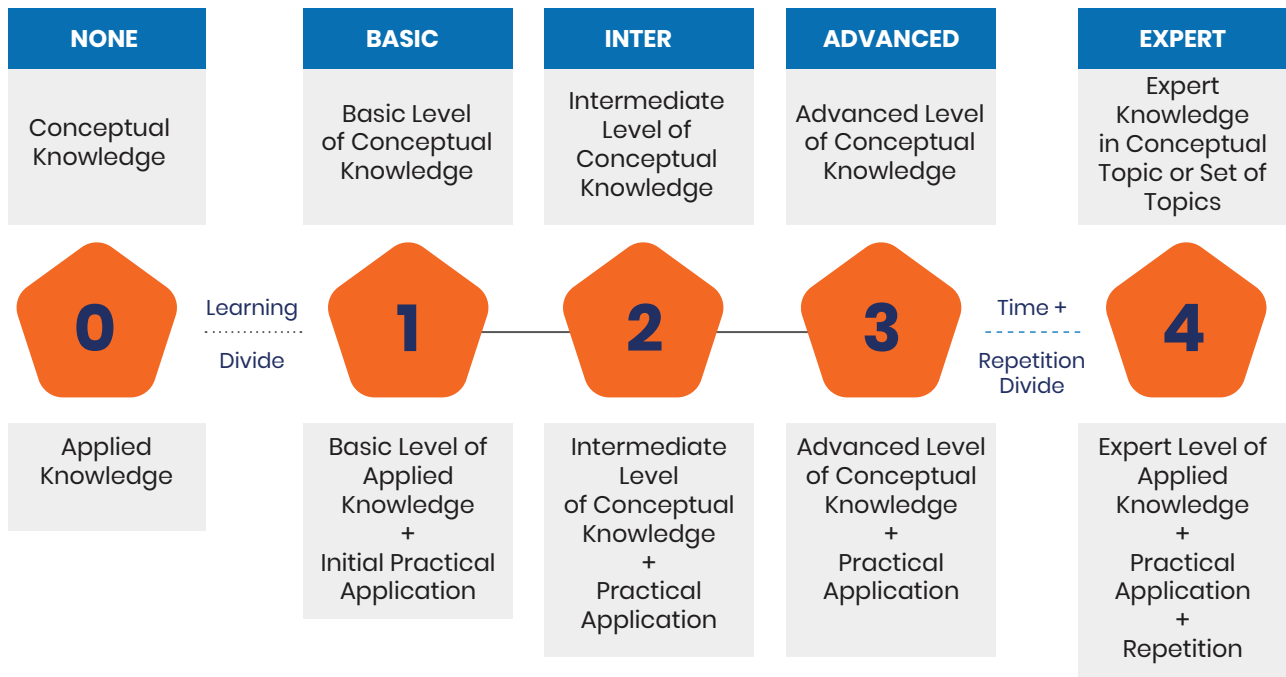 NONE
BASIC
INTER
ADVANCED
EXPERT
Conceptual
Knowledge
Basic Level
of Conceptual
Knowledge
Intermediate
Level of
Conceptual
Knowledge
Advanced Level
of Conceptual
Knowledge
Expert
Knowledge
in Conceptual
Topic or Set of
Topics
0
Learning
Divide
1
2
3
Time +
Repetition
Divide
4
Applied
Knowledge
Basic Level of
Applied
Knowledge
+
Initial Practical
Application
Intermediate
Level
of Conceptual
Knowledge
+
Practical
Application
Advanced Level
of Conceptual
Knowledge
+
Practical
Application
Expert Level of
Applied
Knowledge
+
Practical
Application
+
Repetition